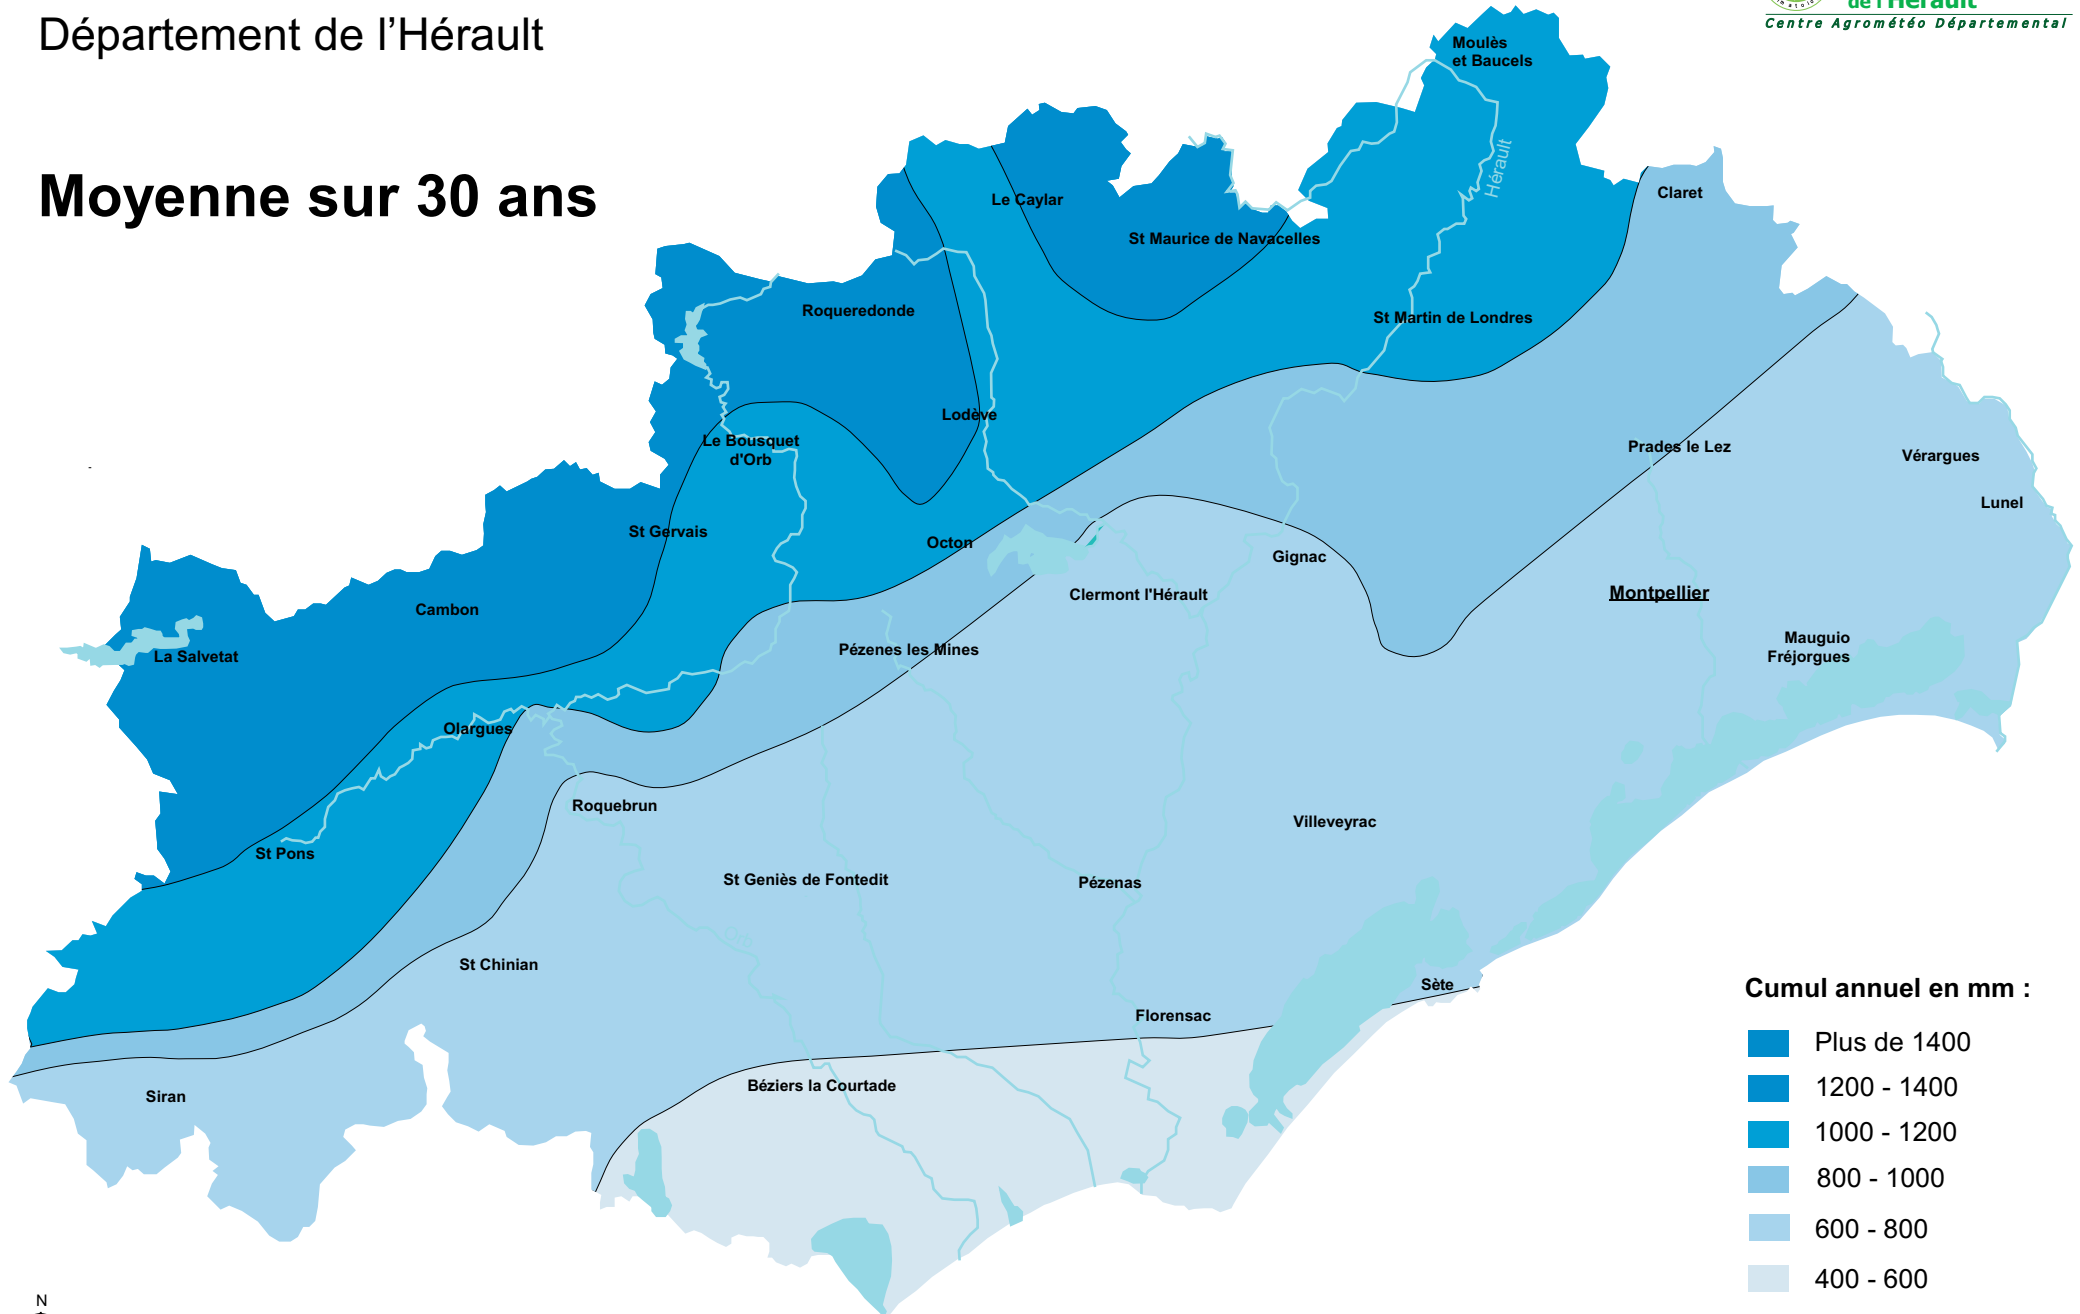 Département de l'Hérault
de l'Hérault
Centre Agrométéo Départemental
Moyenne sur 30 ans
Moulès
et Baucels
Hérault
Claret
Le Caylar
St Maurice de Navacelles
Roqueredonde
St Martin de Londres
Lodève
Le Bousquet
d'Orb
Prades le Lez
Vérargues
Lunel
St Gervais
Octon
Gignac
Clermont l'Hérault
Montpellier
Cambon
Mauguio
Fréjorgues
La Salvetat
Pézenes les Mines
Olargues
Roquebrun
Villeveyrac
St Pons
St Geniès de Fontedit
Pézenas
Orb
St Chinian
Sète
Florensac
Béziers la Courtade
Siran
Cumul annuel en mm :
Plus de 1400
1200 - 1400
1000 - 1200
800 - 1000
600 - 800
400 - 600
N